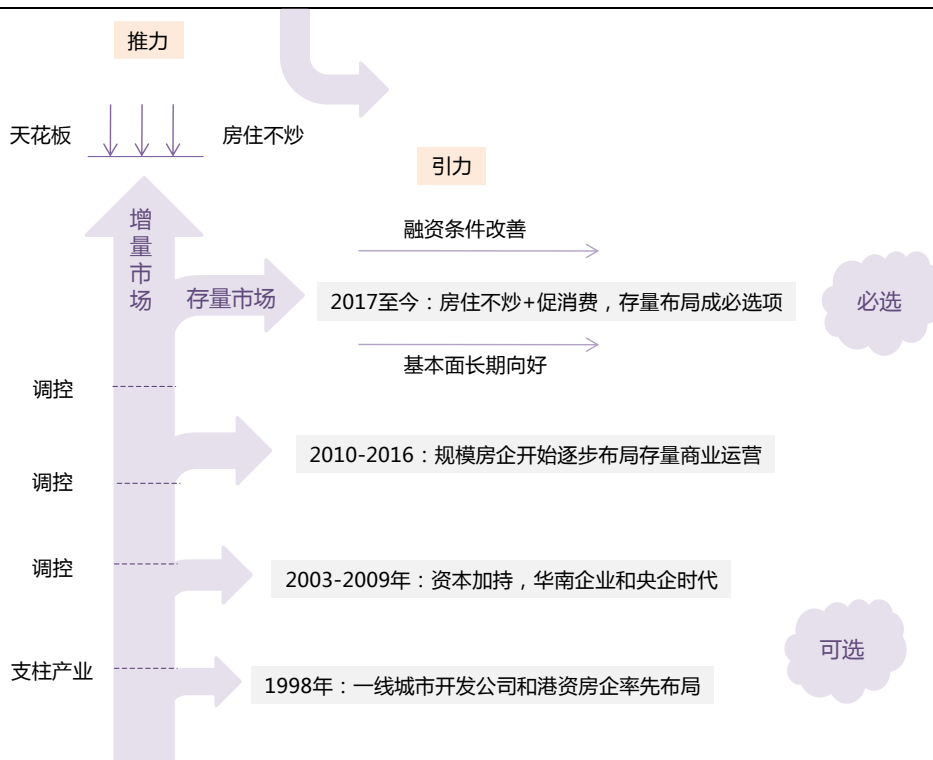 推力
天花板
房住不炒
引力
增量市场
融资条件改善
存量市场
2017至今：房住不炒+促消费，存量布局成必选项
必选
基本面长期向好
调控
2010-2016：规模房企开始逐步布局存量商业运营
调控
调控
2003-2009年：资本加持，华南企业和央企时代
可选
支柱产业
1998年：一线城市开发公司和港资房企率先布局